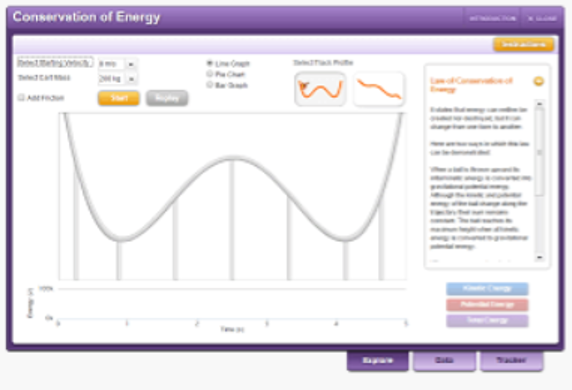 Conservation of Energy
INTRODUCTION
CLOSE
Instructions
Select Starting Velocity
0 m/s
Line Graph
Select Track Profile
Select Cart Mass
200 kg
Pie Chart
Bar Graph
Add Friction
Start
Replay
Law of Conservation of
Energy
It states that energy can neither be
created nor destroyed, but it can
change from one form to another.
Here are two ways in which this law
can be demonstrated:
When a ball is thrown upward its
kinetic energy is converted into
gravitational potential energy.
Although the kinetic and potential
energy of the ball change along the
trajectory their sum remains
constant. The ball reaches its
maximum height when all kinetic
energy is converted to gravitational
potential energy.
Energy (J)
100k
0k
0
1
2
3
4
5
Time (s)
Kinetic Energy
Potential Energy
Total Energy
Explore
Data
Tracker